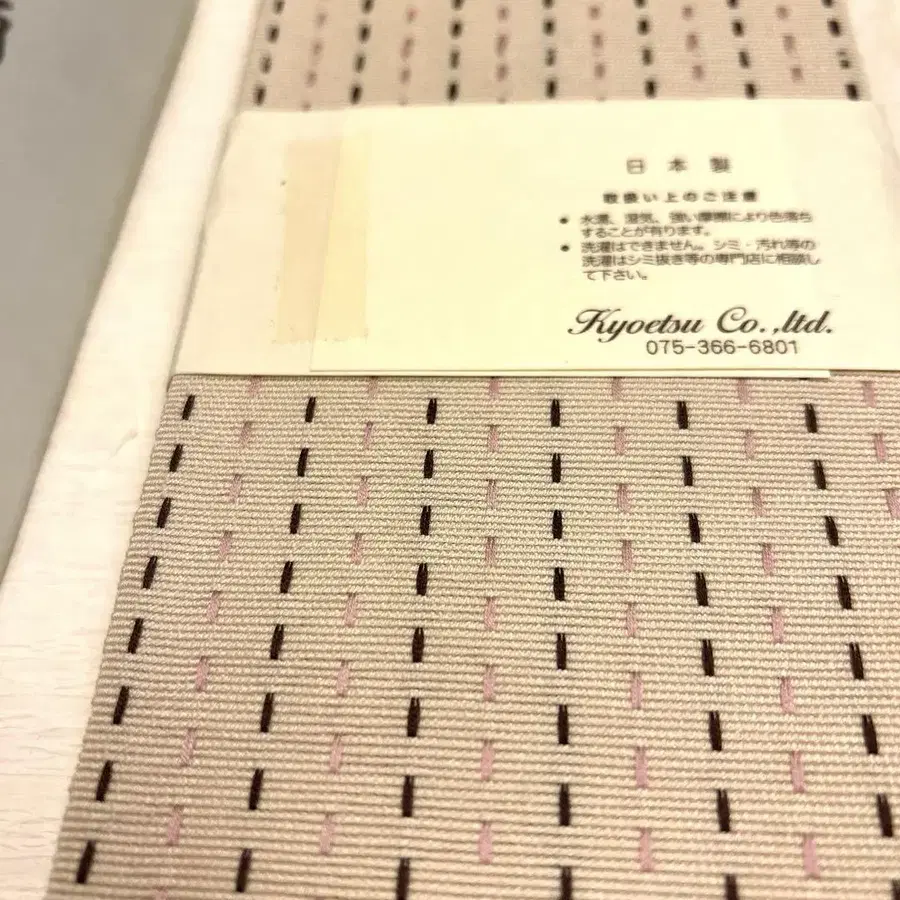 日本製
取扱い上のご注意
● 水濡、湿気、強い摩擦により色落ち
することが有ります。
● 洗濯はできません。シミ・汚れ等の
洗濯はシミ抜き等の専門店に相談し
て下さい。
Kyoetsu Co.,ltd.
075-366-6801